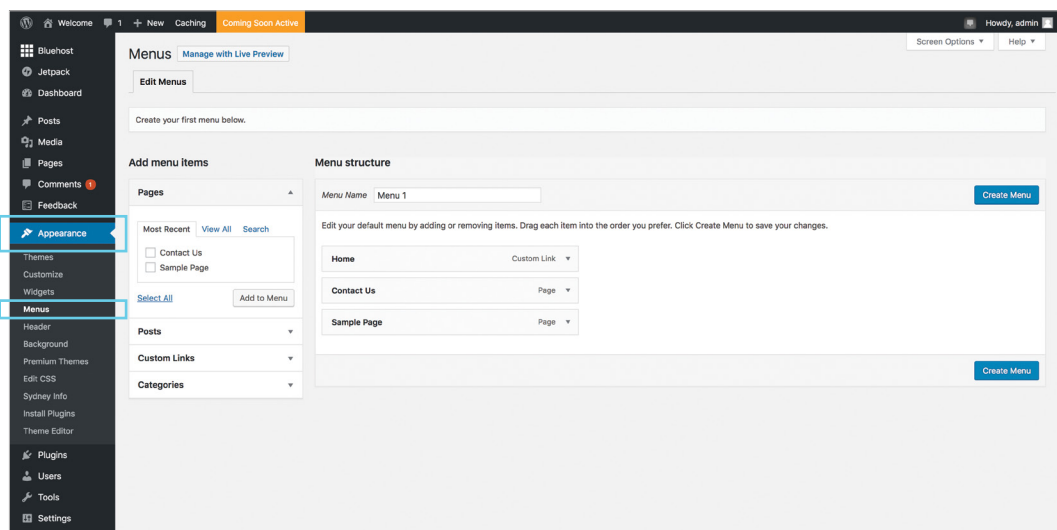 Welcome 1 + New Caching Coming Soon Active Howdy, admin
Bluehost
Jetpack
Dashboard
Posts
Media
Pages
Comments 1
Feedback
Appearance
Themes
Customize
Widgets
Menus
Header
Background
Premium Themes
Edit CSS
Sydney Info
Install Plugins
Theme Editor
Plugins
Users
Tools
Settings
Menus Manage with Live Preview
Screen Options Help
Edit Menus
Create your first menu below.
Add menu items
Pages
Most Recent View All Search
Contact Us
Sample Page
Select All Add to Menu
Posts
Custom Links
Categories
Menu structure
Menu Name Menu 1 Create Menu
Edit your default menu by adding or removing items. Drag each item into the order you prefer. Click Create Menu to save your changes.
Home Custom Link
Contact Us Page
Sample Page Page
Create Menu